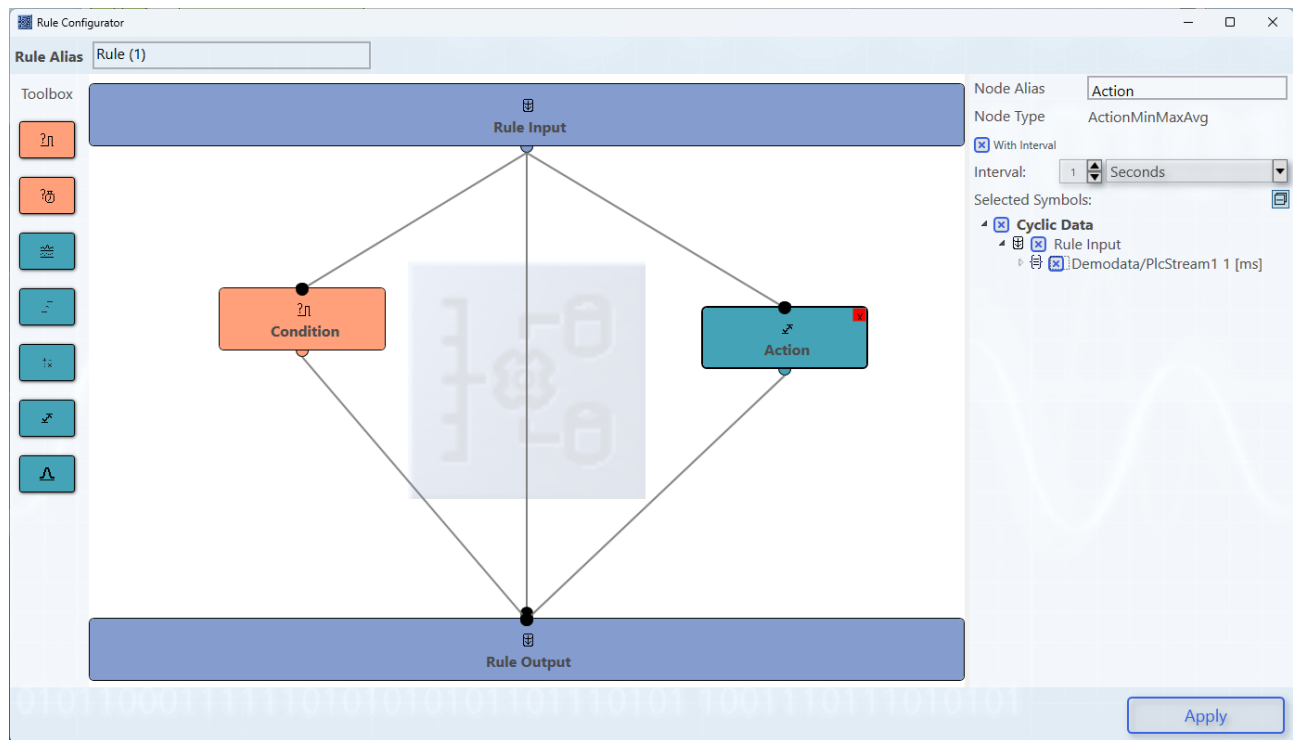 Rule Configurator
Rule Alias
Rule (1)
Toolbox
Rule Input
Condition
Action
Rule Output
Node Alias
Action
Node Type
ActionMinMaxAvg
With Interval
Interval:
1
Seconds
Selected Symbols:
Cyclic Data
Rule Input
Demodata/PlcStream1 1 [ms]
Apply